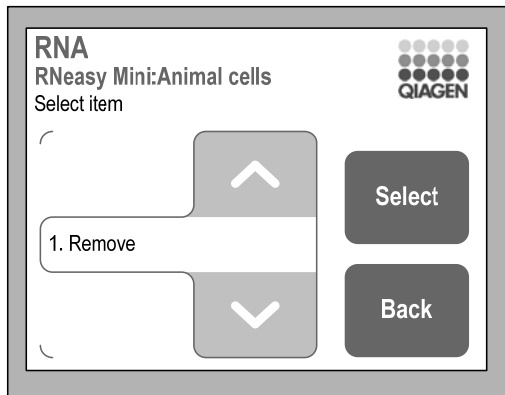 RNA
RNeasy Mini:Animal cells
Select item
QIAGEN
1. Remove
Select
Back